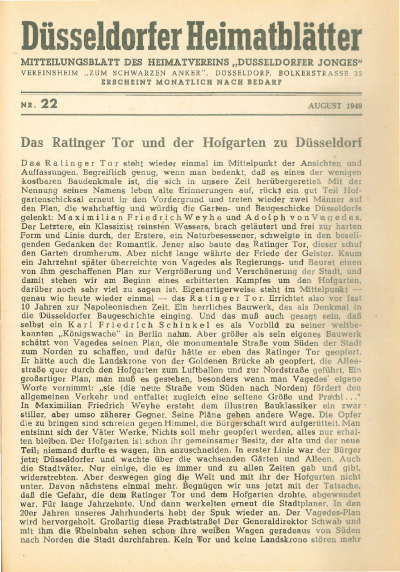 Düsseldorfer Heimatblätter
MITTEILUNGSBLATT DES HEIMATVEREINS „DÜSSELDORFER JONGES"
VEREINSHEIM „ZUM SCHWARZEN ANKER". DÜSSELDORF, BOLKERSTRASSE 35
ERSCHEINT MONATLICH NACH BEDARF
NR. 22 AUGUST 1949
Das Ratinger Tor und der Hofgarten zu Düsseldorf
Das Ratinger Tor steht wieder einmal im Mittelpunkt der Ansichten und
Auffassungen. Begreiflich genug, wenn man bedenkt, daß es eines der wenigen
kostbaren Baudenkmale ist, die sich in unsere Zeit herübergerettet. Mit der
Nennung seines Namens leben alte Erinnerungen auf, rückt ein gut Teil Hof-
gartenschicksal erneut in den Vordergrund und treten wieder zwei Männer auf
den Plan, die wahrhaftig und würdig die Garten- und Baugeschicke Düsseldorfs
gelenkt: Maximilian Friedrich Weyhe und Adolph von Vagedes.
Der Letztere, ein Klassizist reinsten Wassers, brach geläutert und frei zur harten
Form und Linie durch, der Erstere, ein Naturbesessener, schwelgte in den beseli-
genden Gedanken der Romantik. Jener also baute das Ratinger Tor, dieser schuf
den Garten drumherum. Aber nicht lange währte der Friede der Geister. Kaum
ein Jahrzehnt später überreichte von Vagedes als Regierungs- und Baurat einen
von ihm geschaffenen Plan zur Vergrößerung und Verschönerung der Stadt, und
damit stehen wir am Beginn eines erbitterten Kampfes um den Hofgarten,
darüber noch sehr viel zu sagen ist. Eigenartigerweise steht im Mittelpunkt —
genau wie heute wieder einmal — das Ratinger Tor. Errichtet also vor fast
10 Jahren zur Napoleonischen Zeit. Ein herrliches Bauwerk, das als Denkmal in
die Düsseldorfer Baugeschichte einging. Und das muß auch gesagt sein, daß
selbst ein Karl Friedrich Schinkel es als Vorbild zu seiner weltbe-
kannten „Königswache" in Berlin nahm. Aber größer als sein eigenes Bauwerk
schätzt von Vagedes seinen Plan, die monumentale Straße vom Süden der Stadt
zum Norden zu schaffen, und dafür hätte er eben das Ratinger Tor geopfert.
Er hätte auch die Landskrone von der Goldenen Brücke ab geopfert, die Allee-
straße quer durch den Hofgarten zum Luftballon und zur Nordstraße geführt. Ein
großartiger Plan, man muß es gestehen, besonders wenn man Vagedes' eigene
Worte vernimmt: „sie (die neue Straße vom Süden nach Norden) fördert den
allgemeinen Verkehr und entfaltet zugleich eine seltene Größe und Pracht ..."
In Maximilian Friedrich Weyhe ersteht dem illustren Bauklassiker ein zwar
stiller, aber umso zäherer Gegner. Seine Pläne gehen andere Wege. Die Opfer
die zu bringen sind schreien gegen Himmel, die Bürgerschaft wird aufgerüttelt. Man
entsinnt sich der Väter Werke. Nichts soll mehr geopfert werden, alles nur erhal-
ten bleiben. Der Hofgarten ist schon ihr gemeinsamer Besitz, der alte und der neue
Teil; niemand durfte es wagen, ihn anzuschneiden. In erster Linie war der Bürger
jetzt Düsseldorfer und wachte über die wachsenden Gärten und Alleen. Auch
die Stadtväter. Nur einige, die es immer und zu allen Zeiten gab und gibt,
widerstrebten. Aber deswegen ging die Welt und mit ihr der Hofgarten nicht
unter. Davon nächstens einmal mehr. Begnügen wir uns jetzt mit der Tatsache,
daß die Gefahr, die dem Ratinger Tor und dem Hofgarten drohte, abgewendet
war. Für lange Jahrzehnte. Und dann werkelten erneut die Stadtplaner. In den
20er Jahren unseres Jahrhunderts hebt der Spuk wieder an. Der Vagedes-Plan
wird hervorgeholt. Großartig diese Prachtstraße! Der Generaldirektor Schwab und
mit ihm die Rheinbahn sehen schon ihre weißen Wagen geradeaus von Süden
nach Norden die Stadt durchfahren. Kein Tor und keine Landskrone stören mehr